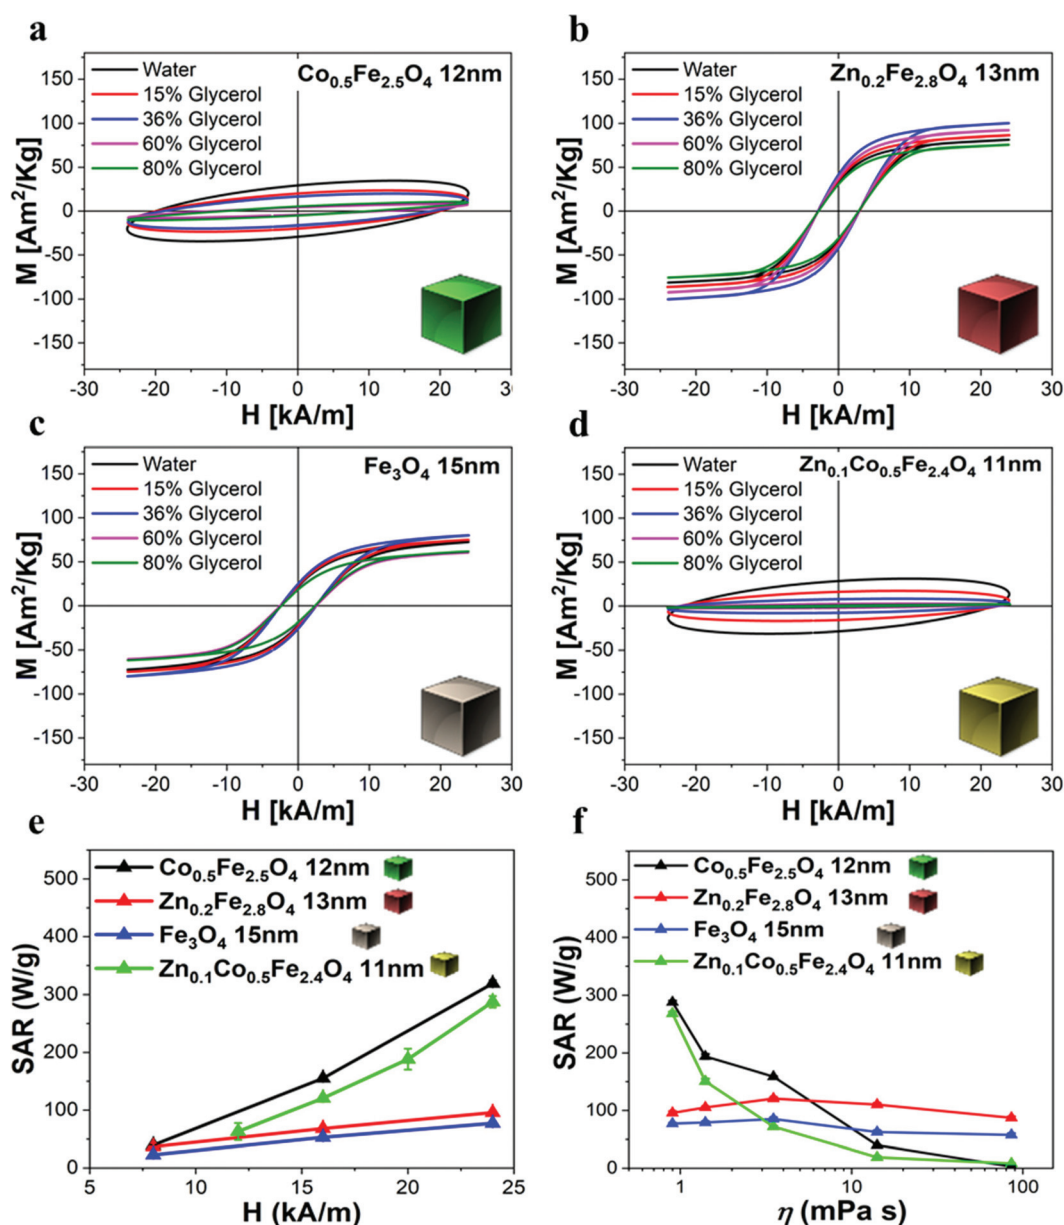 a
Water
15% Glycerol
36% Glycerol
60% Glycerol
80% Glycerol
Co0.5Fe2.5O4 12nm
M [Am2/Kg]
150
100
50
0
-50
-100
-150
-30 -20 -10 0 10 20 30
H [kA/m]
b
Water
15% Glycerol
36% Glycerol
60% Glycerol
80% Glycerol
Zn0.2Fe2.8O4 13nm
M [Am2/Kg]
150
100
50
0
-50
-100
-150
-30 -20 -10 0 10 20 30
H [kA/m]
c
Water
15% Glycerol
36% Glycerol
60% Glycerol
80% Glycerol
Fe3O4 15nm
M [Am2/Kg]
150
100
50
0
-50
-100
-150
-30 -20 -10 0 10 20 30
H [kA/m]
d
Water
15% Glycerol
36% Glycerol
60% Glycerol
80% Glycerol
Zn0.1Co0.5Fe2.4O4 11nm
M [Am2/Kg]
150
100
50
0
-50
-100
-150
-30 -20 -10 0 10 20 30
H [kA/m]
e
Co0.5Fe2.5O4 12nm
Zn0.2Fe2.8O4 13nm
Fe3O4 15nm
Zn0.1Co0.5Fe2.4O4 11nm
SAR (W/g)
500
400
300
200
100
0
5 10 15 20 25
H (kA/m)
f
Co0.5Fe2.5O4 12nm
Zn0.2Fe2.8O4 13nm
Fe3O4 15nm
Zn0.1Co0.5Fe2.4O4 11nm
SAR (W/g)
500
400
300
200
100
0
1 10 100
η (mPa s)